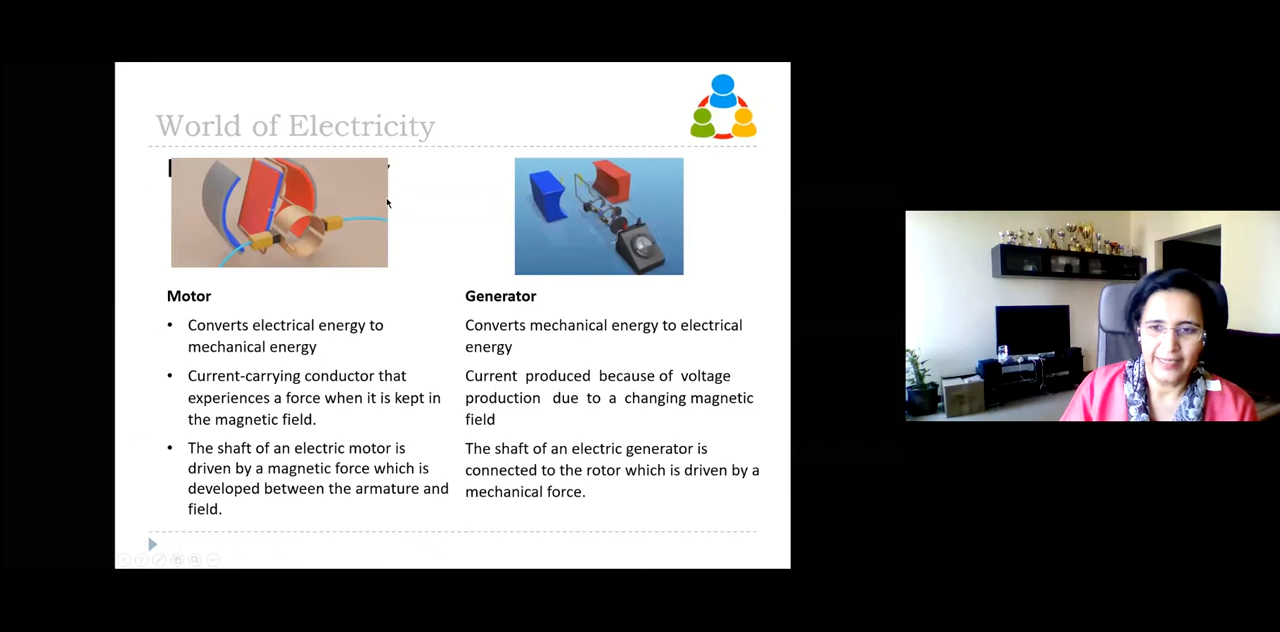 World of Electricity
Motor
Converts electrical energy to
mechanical energy
Current-carrying conductor that
experiences a force when it is kept in
the magnetic field.
The shaft of an electric motor is
driven by a magnetic force which is
developed between the armature and
field.
Generator
Converts mechanical energy to electrical
energy
Current produced because of voltage
production due to a changing magnetic
field
The shaft of an electric generator is
connected to the rotor which is driven by a
mechanical force.